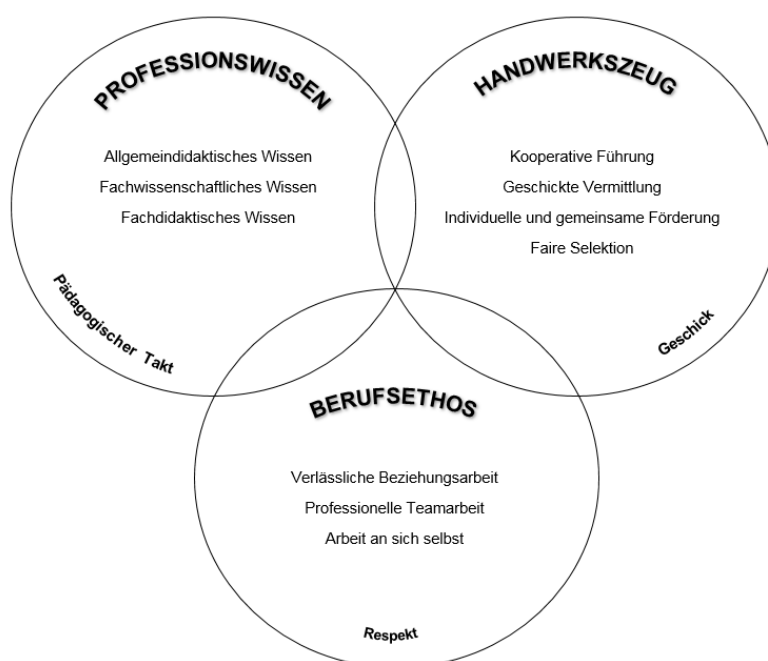 PROFESSIONSWISSEN
Allgemeindidaktisches Wissen
Fachwissenschaftliches Wissen
Fachdidaktisches Wissen
Pädagogischer Takt
HANDWERKSZEUG
Kooperative Führung
Geschickte Vermittlung
Individuelle und gemeinsame Förderung
Faire Selektion
Geschick
BERUFSETHOS
Verlässliche Beziehungsarbeit
Professionelle Teamarbeit
Arbeit an sich selbst
Respekt